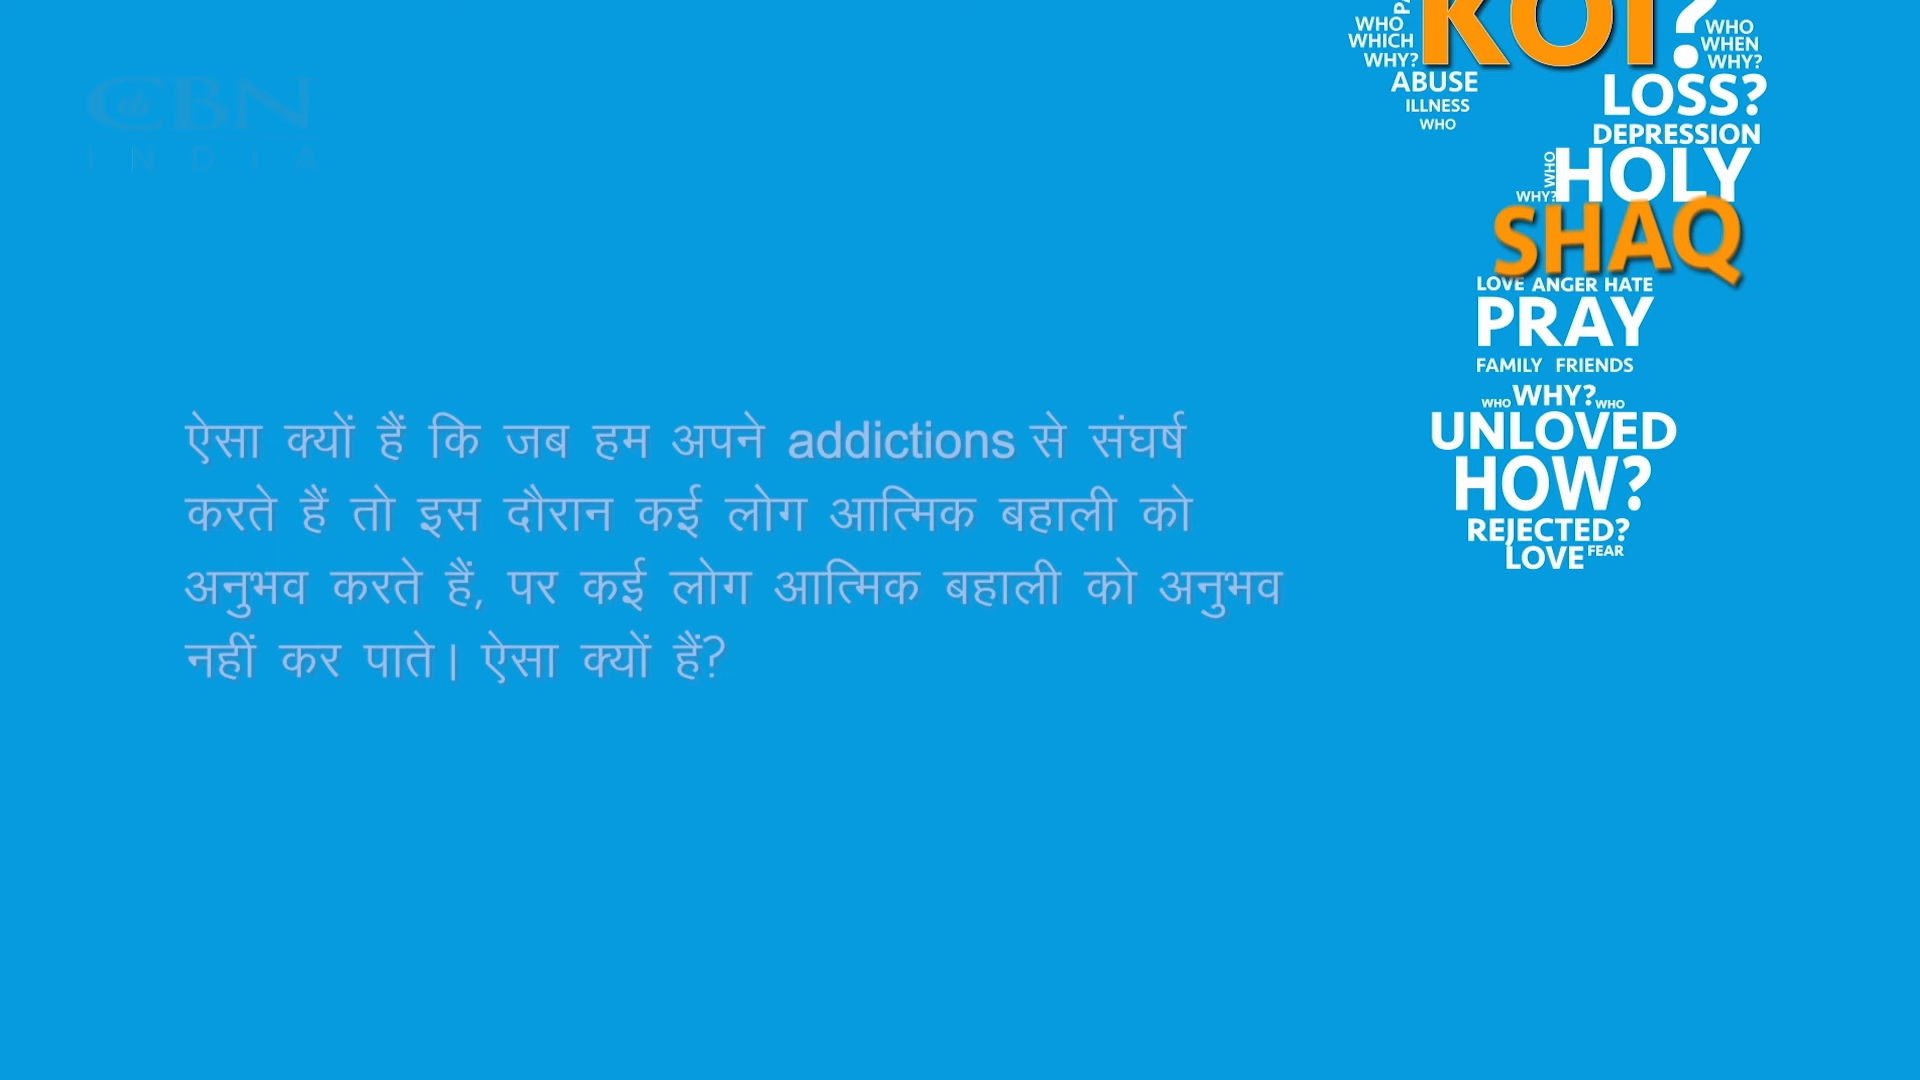 CBN
INDIA
KOI?
WHO
WHICH
WHY?
ABUSE
ILLNESS
WHO
WHO
WHEN
WHY?
LOSS?
DEPRESSION
WHO
HOLY
WHY?
SHAQ
LOVE ANGER HATE
PRAY
FAMILY FRIENDS
WHO WHY? WHO
UNLOVED
HOW?
REJECTED?
LOVE FEAR
ऐसा क्यों हैं कि जब हम अपने addictions से संघर्ष
करते हैं तो इस दौरान कई लोग आत्मिक बहाली को
अनुभव करते हैं, पर कई लोग आत्मिक बहाली को अनुभव
नहीं कर पाते। ऐसा क्यों हैं?